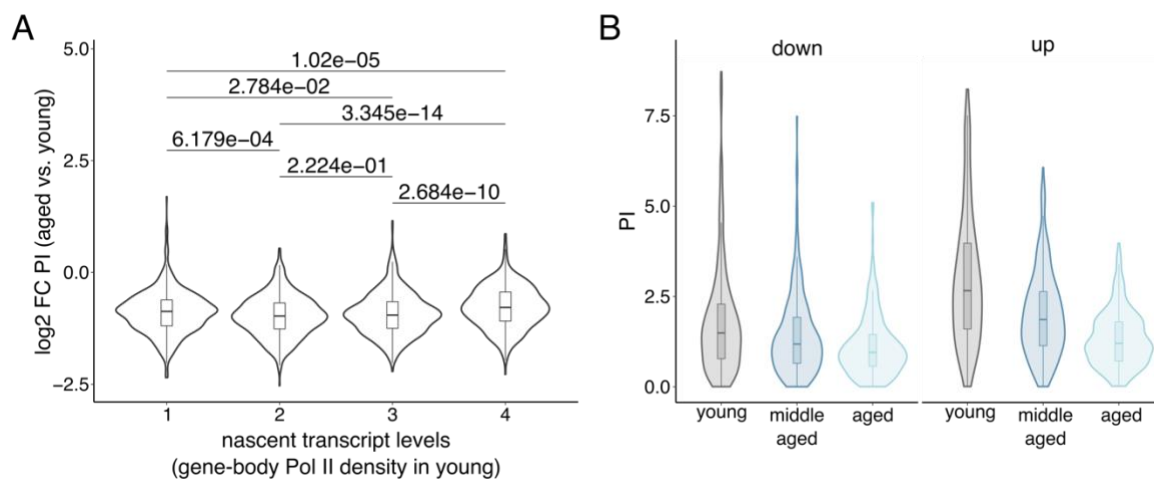 A
5.0
2.5
0.0
−2.5
log2 FC PI (aged vs. young)
1.02e−05
2.784e−02
3.345e−14
6.179e−04
2.224e−01
2.684e−10
1 2 3 4
nascent transcript levels
(gene-body Pol II density in young)
B
down up
7.5
5.0
2.5
0.0
PI
young middle aged young middle aged
aged aged